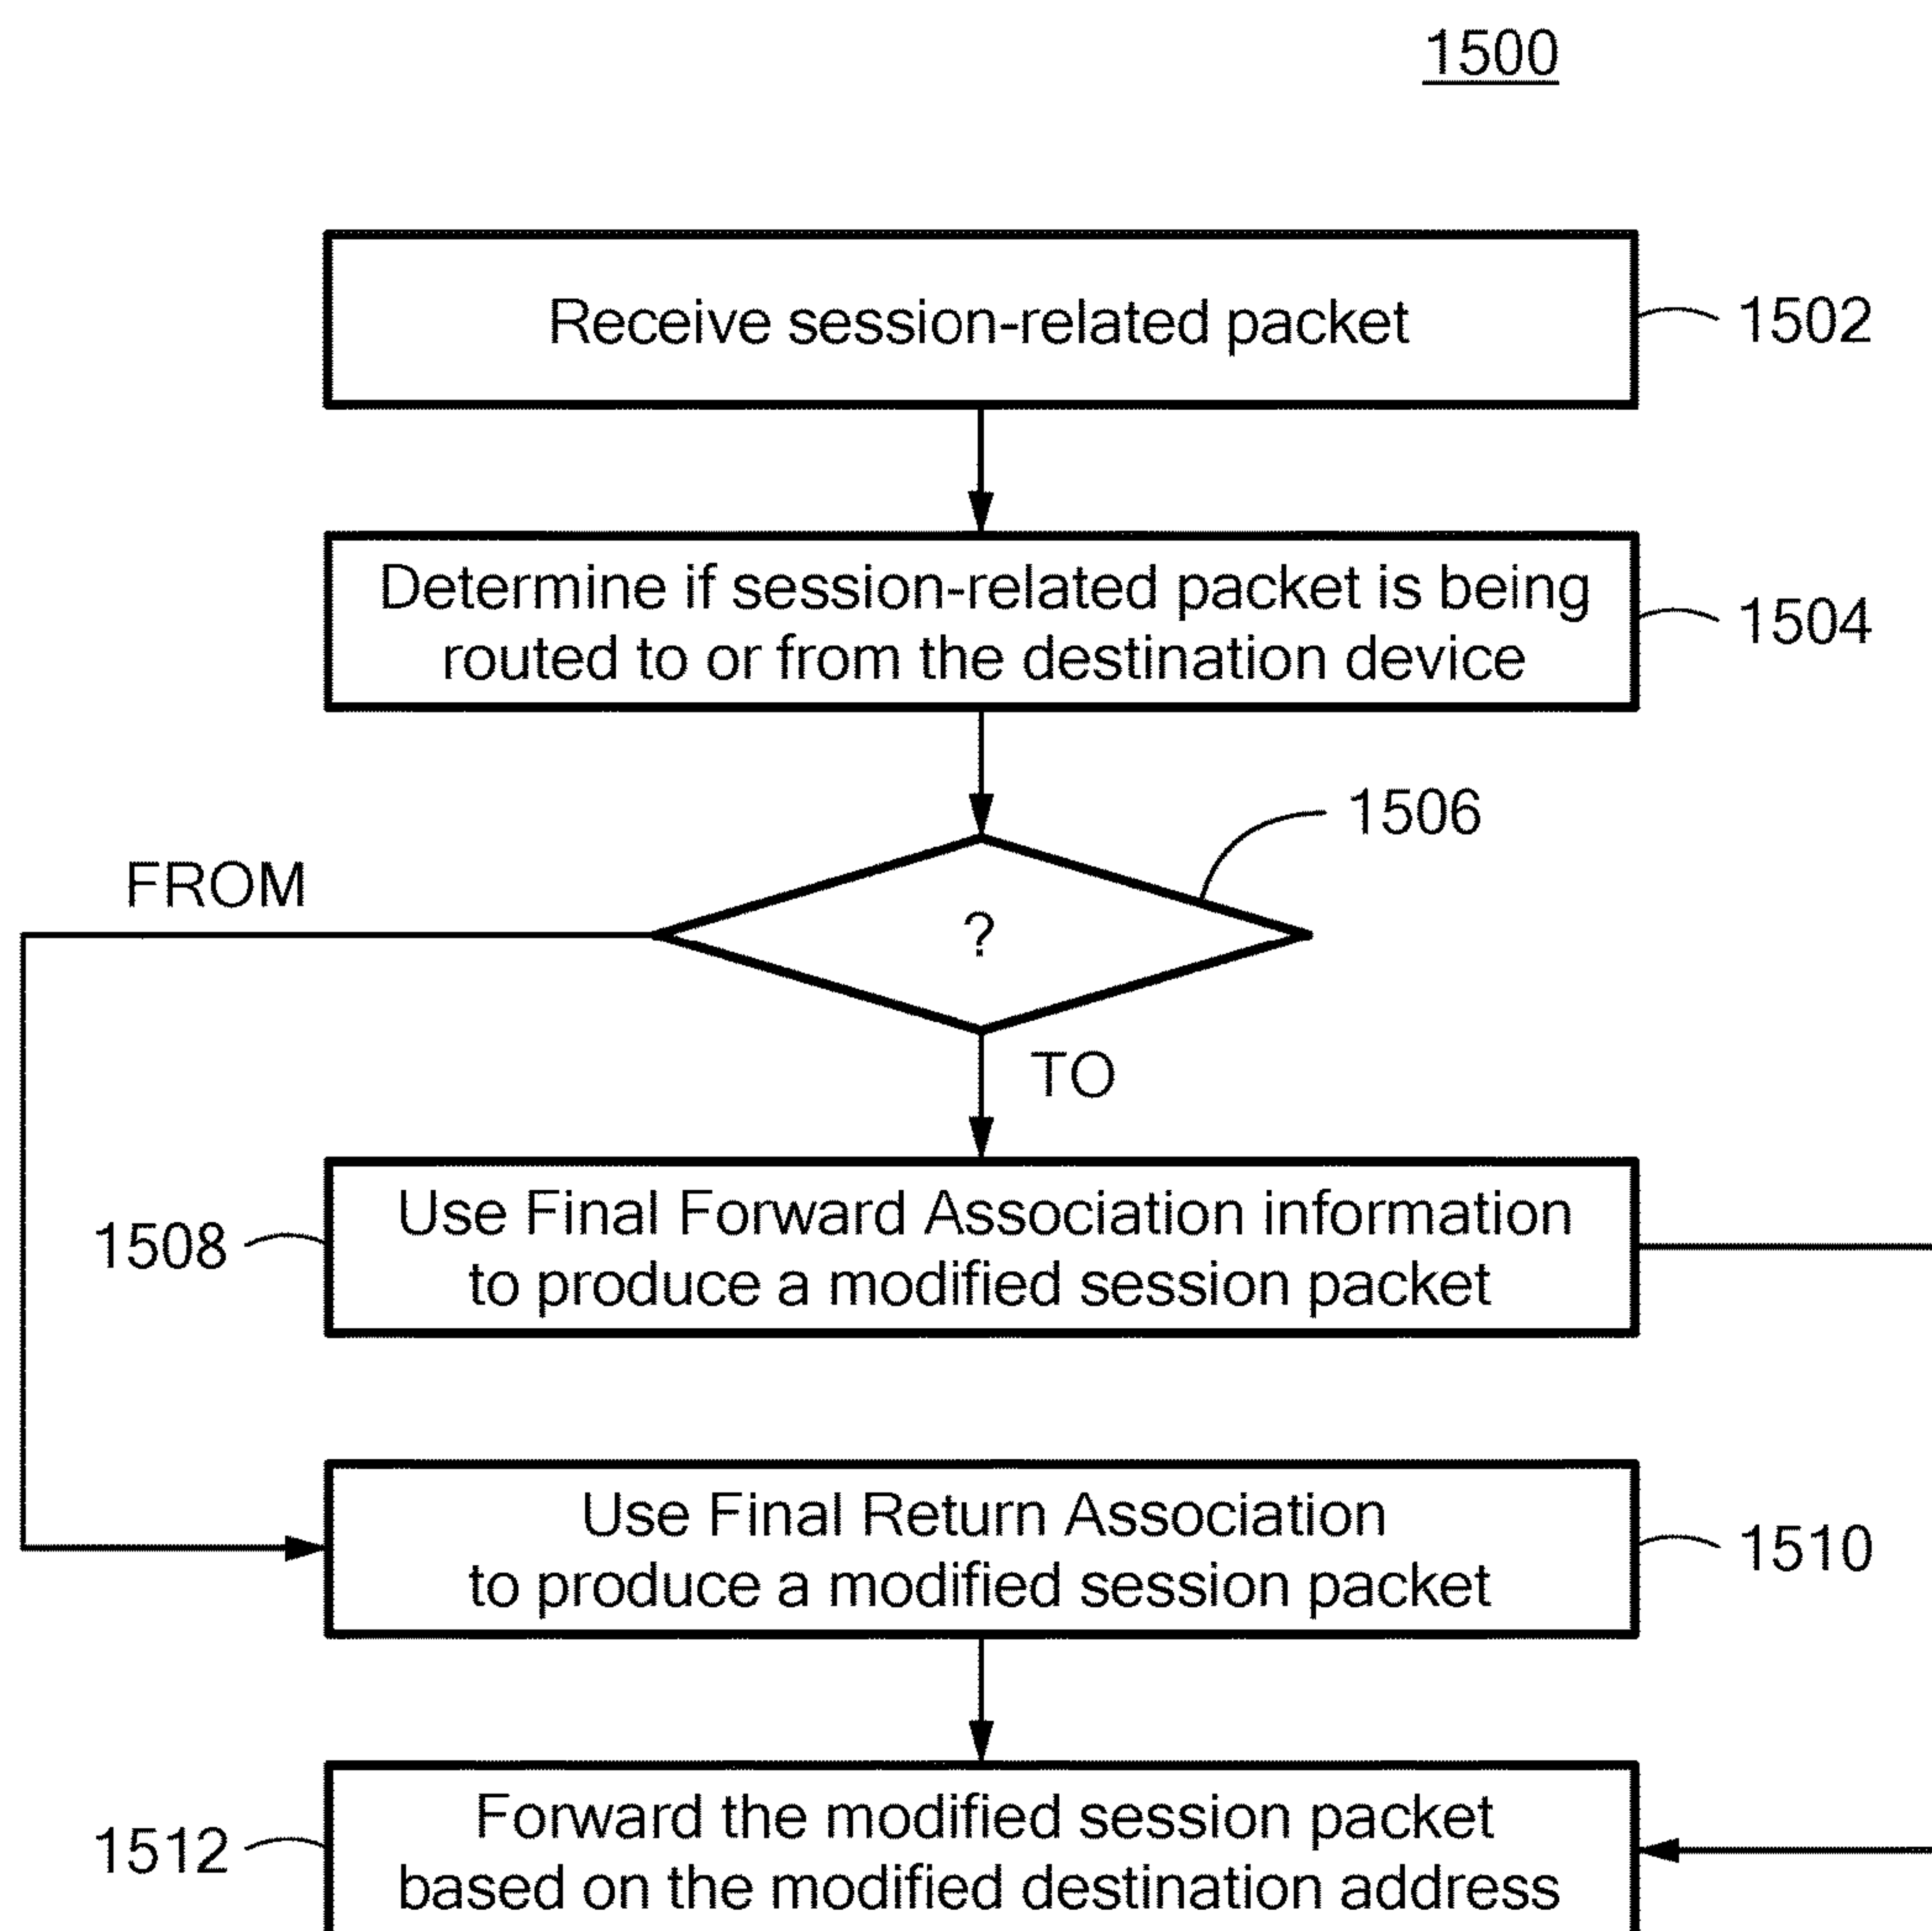 1500
Receive session-related packet
1502
Determine if session-related packet is being
routed to or from the destination device
1504
1506
FROM
?
TO
1508
Use Final Forward Association information
to produce a modified session packet
Use Final Return Association
to produce a modified session packet
1510
1512
Forward the modified session packet
based on the modified destination address